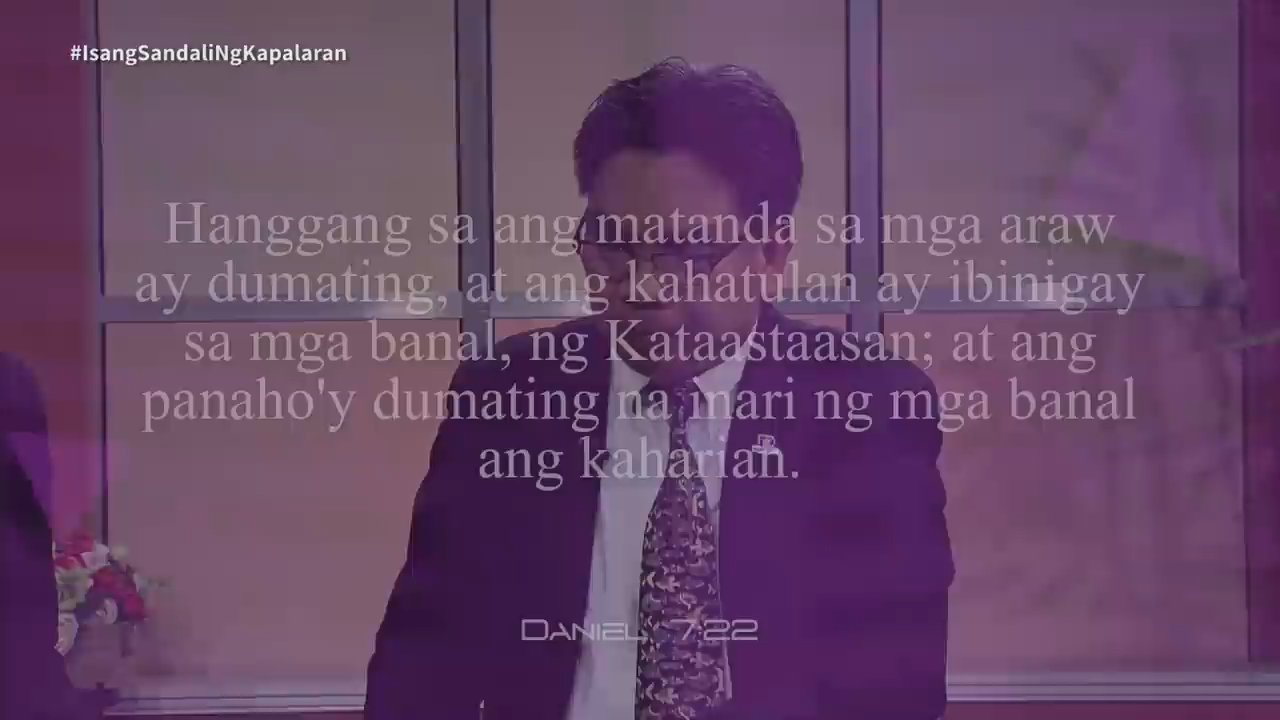 #IsangSandaliNgKapalaran
Hanggang sa ang matanda sa mga araw
ay dumating, at ang kahatulan ay ibinigay
sa mga banal, ng Kataastaasan; at ang
panaho'y dumating na inari ng mga banal
ang kaharian.
DANIEL 7:22